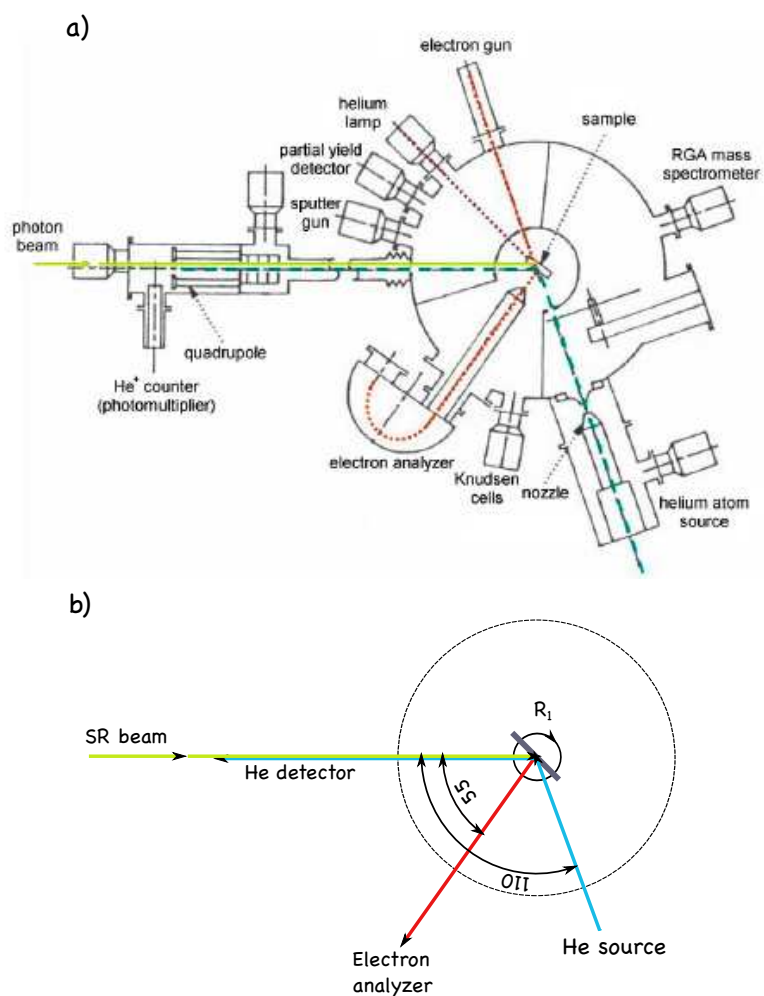 a)
electron gun
helium
lamp
sample
partial yield
detector
RGA mass
spectrometer
sputter
gun
photon
beam
quadrupole
He⁺ counter
(photomultiplier)
electron analyzer
Knudsen
cells
nozzle
helium atom
source
b)
R₁
SR beam
He detector
55
110
He source
Electron
analyzer